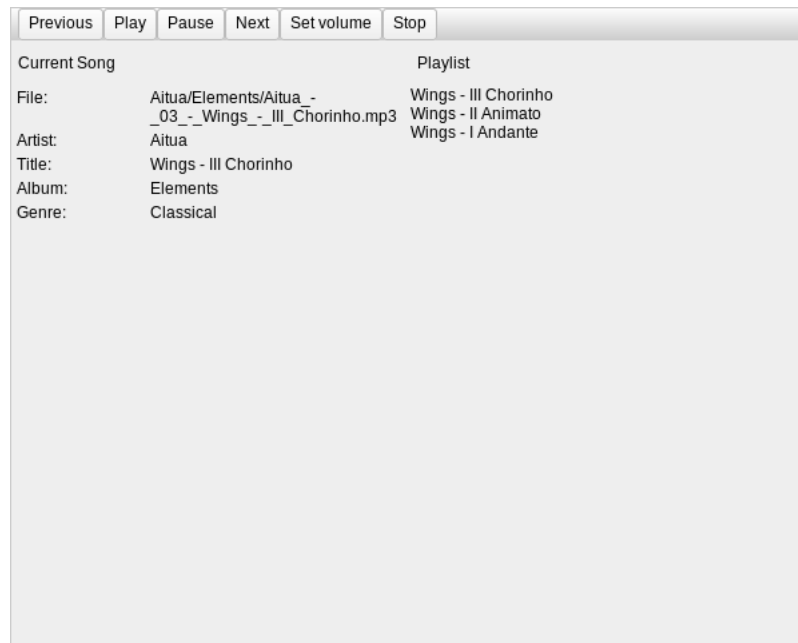 Previous Play Pause Next Set volume Stop
Current Song
File: Aitua/Elements/Aitua_-
_03_-_Wings_-_III_Chorinho.mp3
Artist: Aitua
Title: Wings - III Chorinho
Album: Elements
Genre: Classical
Playlist
Wings - III Chorinho
Wings - II Animato
Wings - I Andante